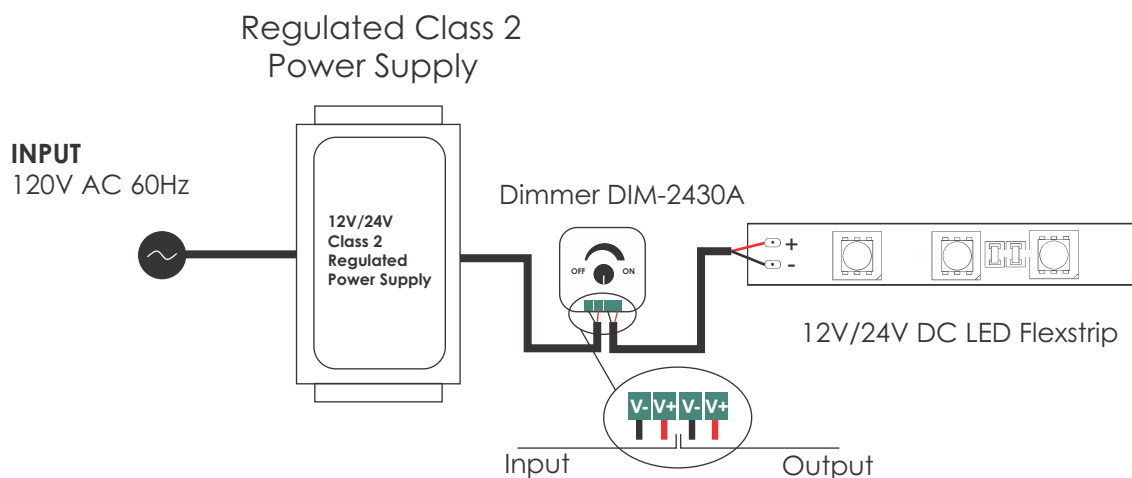 Regulated Class 2
Power Supply
INPUT
120V AC 60Hz
12V/24V
Class 2
Regulated
Power Supply
Dimmer DIM-2430A
OFF ON
+
-
12V/24V DC LED Flexstrip
V- V+ V- V+
Input Output